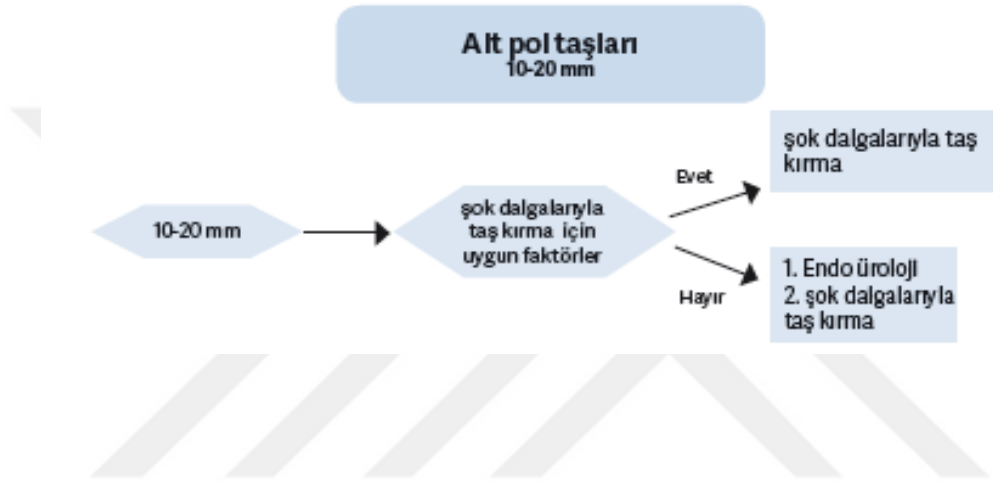 Alt pol taşları
10-20 mm
10-20 mm
şok dalgalarıyla
taş kırma için
uygun faktörler
Evet
Hayır
şok dalgalarıyla taş
kırma
1. Endo üroloji
2. şok dalgalarıyla
taş kırma